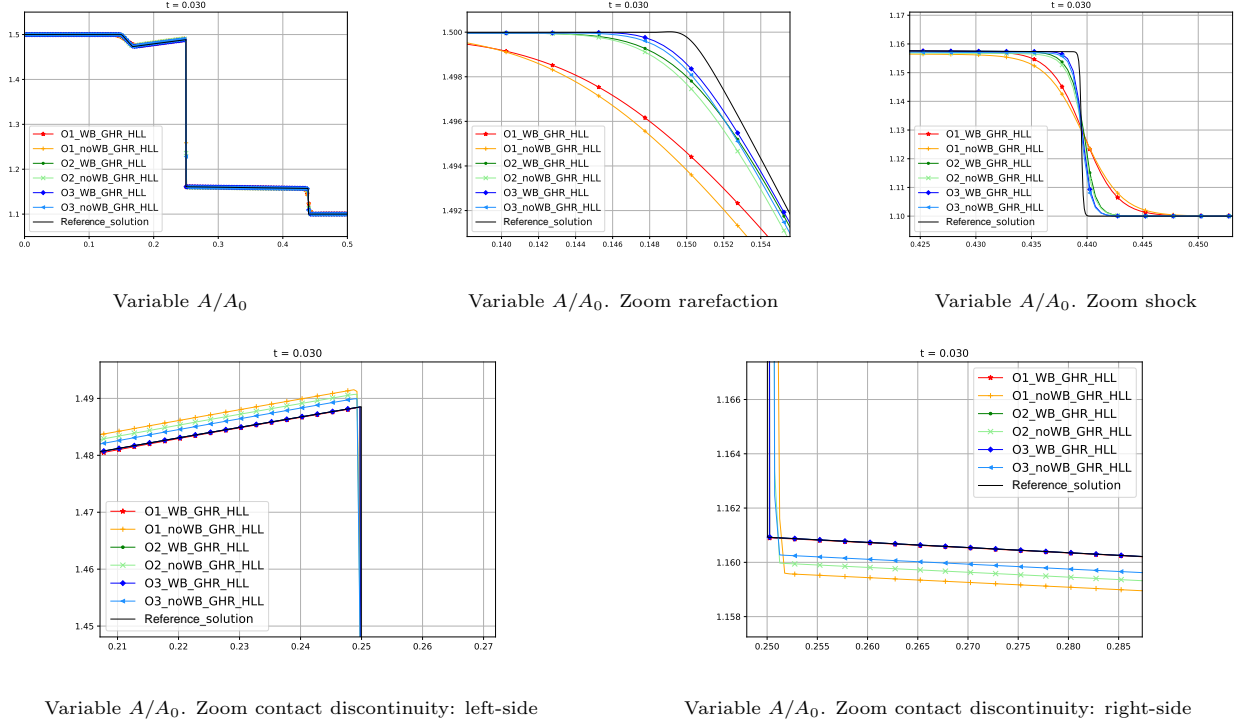 t = 0.030
1.5
1.4
1.3
1.2
1.1
0.0 0.1 0.2 0.3 0.4 0.5
O1_WB_GHR_HLL
O1_noWB_GHR_HLL
O2_WB_GHR_HLL
O2_noWB_GHR_HLL
O3_WB_GHR_HLL
O3_noWB_GHR_HLL
Reference_solution
Variable A/A₀
t = 0.030
1.500
1.498
1.496
1.494
1.492
0.140 0.142 0.144 0.146 0.148 0.150 0.152 0.154
O1_WB_GHR_HLL
O1_noWB_GHR_HLL
O2_WB_GHR_HLL
O2_noWB_GHR_HLL
O3_WB_GHR_HLL
O3_noWB_GHR_HLL
Reference_solution
Variable A/A₀. Zoom rarefaction
t = 0.030
1.17
1.16
1.15
1.14
1.13
1.12
1.11
1.10
1.09
0.425 0.430 0.435 0.440 0.445 0.450
O1_WB_GHR_HLL
O1_noWB_GHR_HLL
O2_WB_GHR_HLL
O2_noWB_GHR_HLL
O3_WB_GHR_HLL
O3_noWB_GHR_HLL
Reference_solution
Variable A/A₀. Zoom shock
t = 0.030
1.49
1.48
1.47
1.46
1.45
0.21 0.22 0.23 0.24 0.25 0.26 0.27
O1_WB_GHR_HLL
O1_noWB_GHR_HLL
O2_WB_GHR_HLL
O2_noWB_GHR_HLL
O3_WB_GHR_HLL
O3_noWB_GHR_HLL
Reference_solution
Variable A/A₀. Zoom contact discontinuity: left-side
t = 0.030
1.166
1.164
1.162
1.160
1.158
0.250 0.255 0.260 0.265 0.270 0.275 0.280 0.285
O1_WB_GHR_HLL
O1_noWB_GHR_HLL
O2_WB_GHR_HLL
O2_noWB_GHR_HLL
O3_WB_GHR_HLL
O3_noWB_GHR_HLL
Reference_solution
Variable A/A₀. Zoom contact discontinuity: right-side